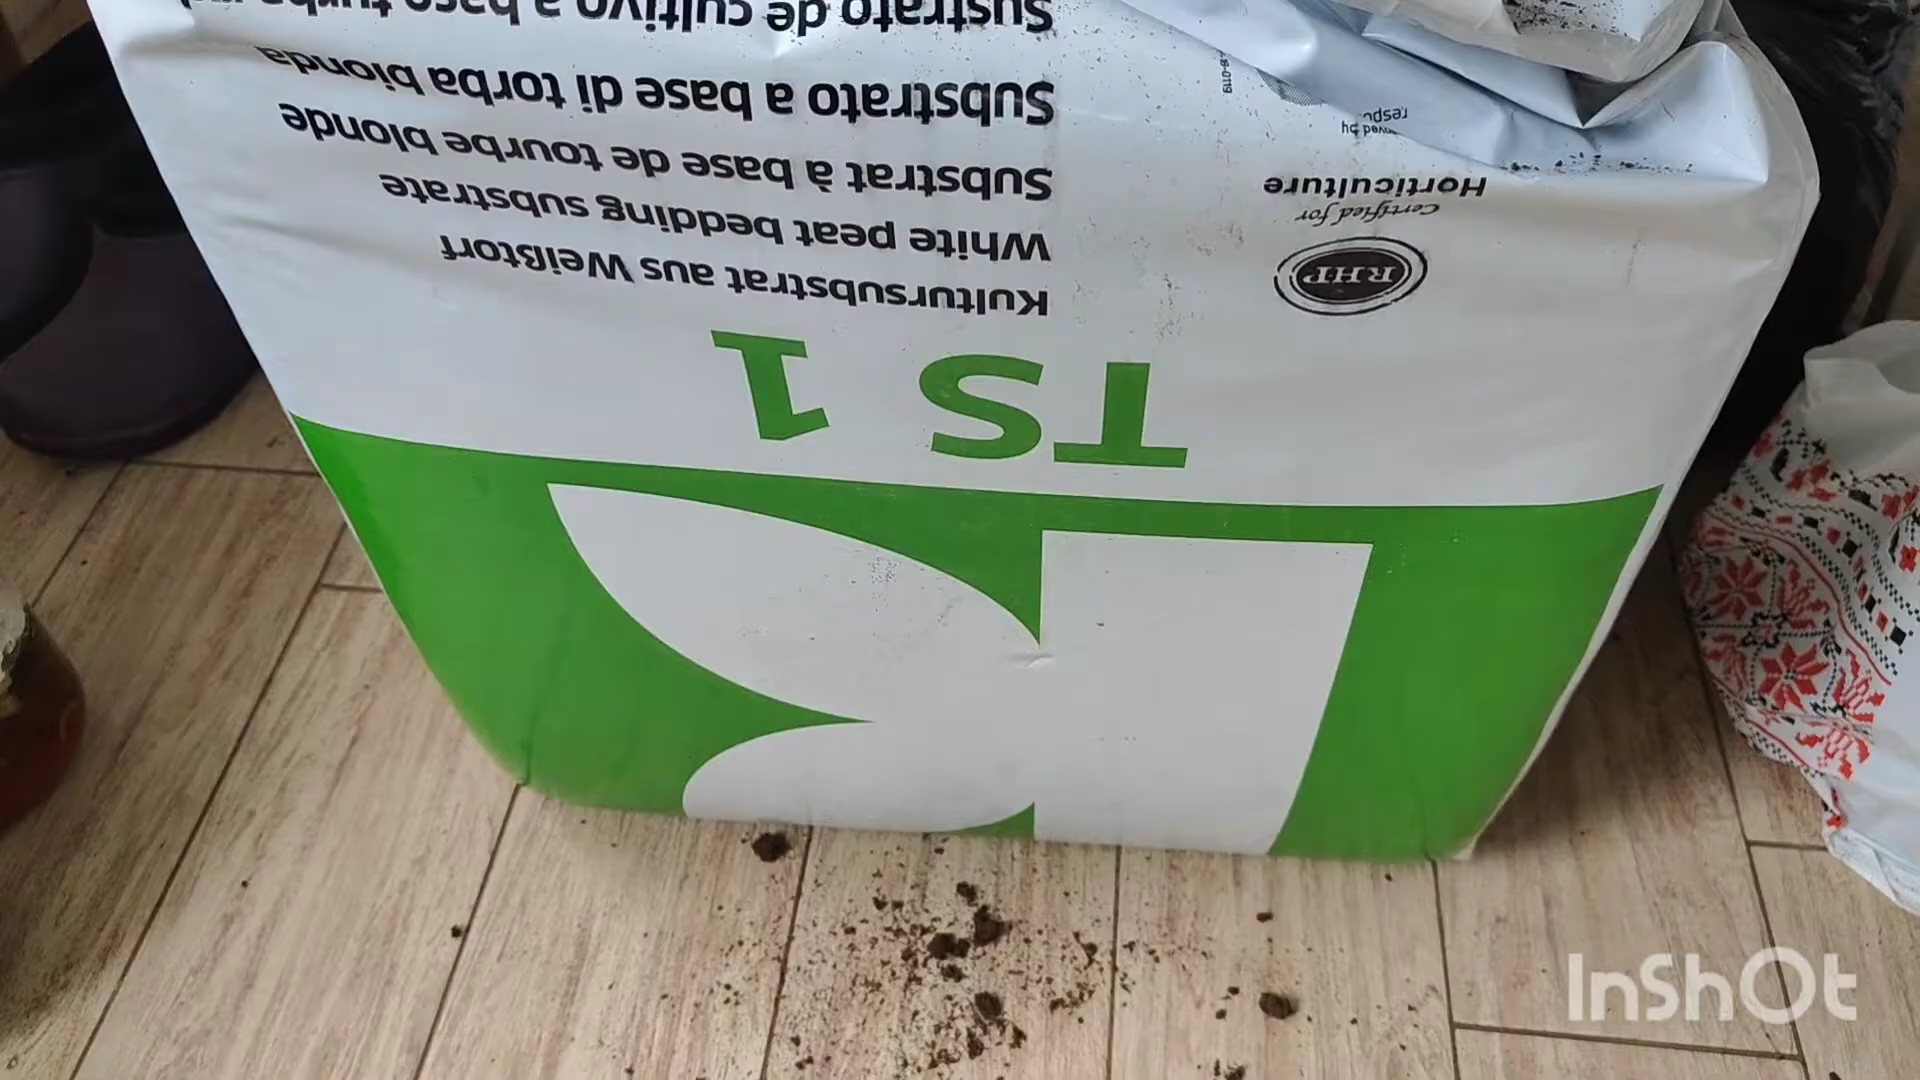 TS 1
Kultursubstrat aus Weißtorf
White peat bedding substrate
Substrat à base de tourbe blonde
Substrato a base di torba bionda
Sustrato de cultivo a base turba
RHP
Certified for
Horticulture
InShOt